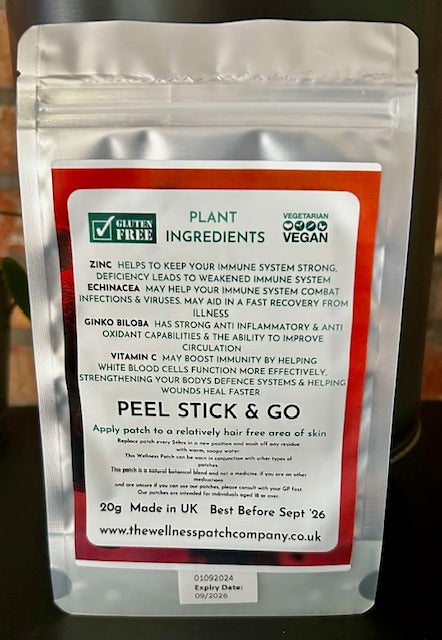 GLUTEN
FREE
PLANT
INGREDIENTS
VEGETARIAN
VEGAN
ZINC HELPS TO KEEP YOUR IMMUNE SYSTEM STRONG,
DEFICIENCY LEADS TO WEAKENED IMMUNE SYSTEM
ECHINACEA MAY HELP YOUR IMMUNE SYSTEM COMBAT
INFECTIONS & VIRUSES. MAY AID IN A FAST RECOVERY FROM
ILLNESS
GINKO BILOBA HAS STRONG ANTI INFLAMMATORY & ANTI
OXIDANT CAPABILITIES & THE ABILITY TO IMPROVE
CIRCULATION
VITAMIN C MAY BOOST IMMUNITY BY HELPING
WHITE BLOOD CELLS FUNCTION MORE EFFECTIVELY,
STRENGTHENING YOUR BODYS DEFENCE SYSTEMS & HELPING
WOUNDS HEAL FASTER
PEEL STICK & GO
Apply patch to a relatively hair free area of skin
Replace patch every 24hrs in a new position and wash off any residue
with warm, soapy water.
This Wellness Patch can be worn in conjunction with other types of
patches.
This patch is a natural botanical blend and not a medicine. if you are on other
medications
and are unsure if you can use our patches, please consult with your GP first.
Our patches are intended for individuals aged 18 or over.
20g Made in UK Best Before Sept '26
www.thewellnesspatchcompany.co.uk
01092024
Expiry Date:
09/2026